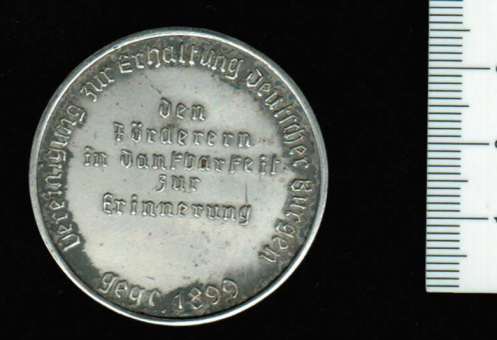 Vereinigung zur Erhaltung deutscher Burgen
den
Förderern
in Dankbarkeit
zur
Erinnerung
gegr 1899